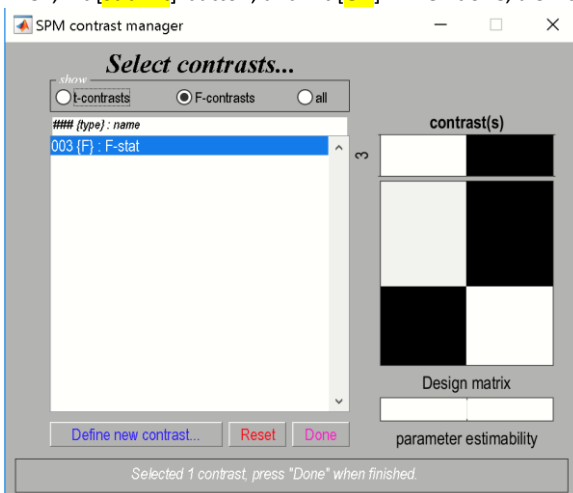 SPM contrast manager
Select contrasts...
show
t-contrasts F-contrasts all
### {type} : name
003 {F} : F-stat
contrast(s)
3
Design matrix
parameter estimability
Define new contrast... Reset Done
Selected 1 contrast, press "Done" when finished.